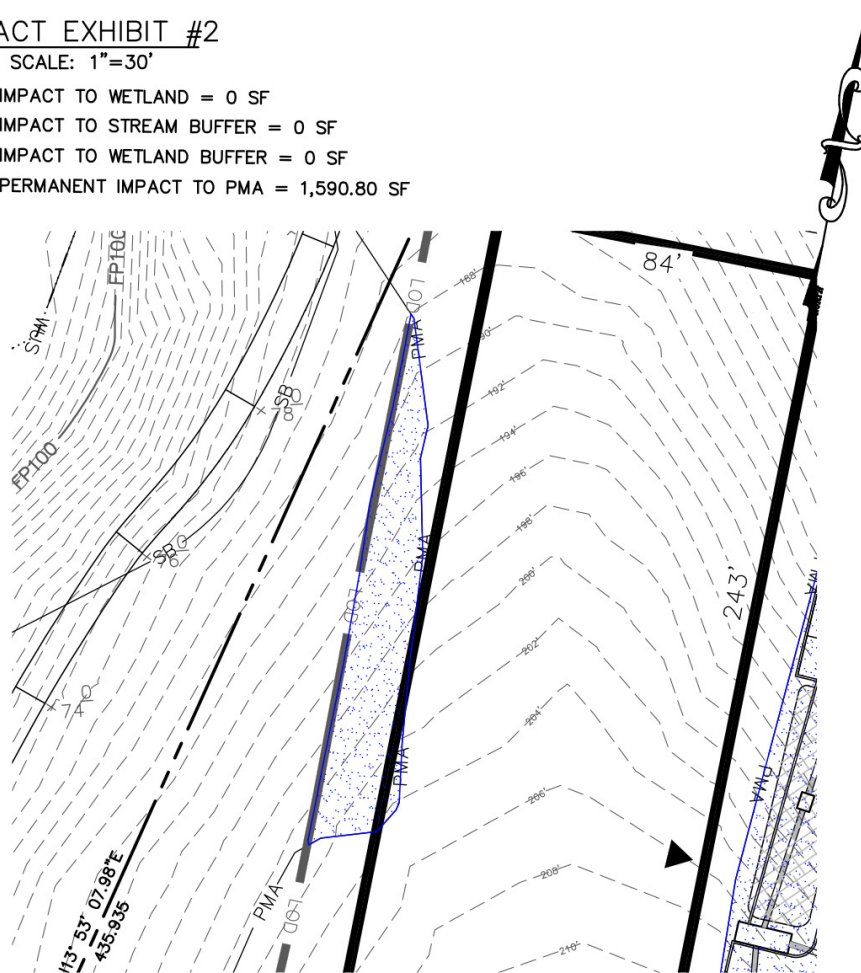 ACT EXHIBIT #2
SCALE: 1"=30'
IMPACT TO WETLAND = 0 SF
IMPACT TO STREAM BUFFER = 0 SF
IMPACT TO WETLAND BUFFER = 0 SF
PERMANENT IMPACT TO PMA = 1,590.80 SF
FP100
84'
LOD
188'
PMA
90'
WUS
192'
SB
194'
FP100
196'
198'
SB
PMA
200'
243'
LOD
202'
204'
PMA
PMA
206'
208'
PMA
LOD
210'
113° 53' 07.98"E
435.935